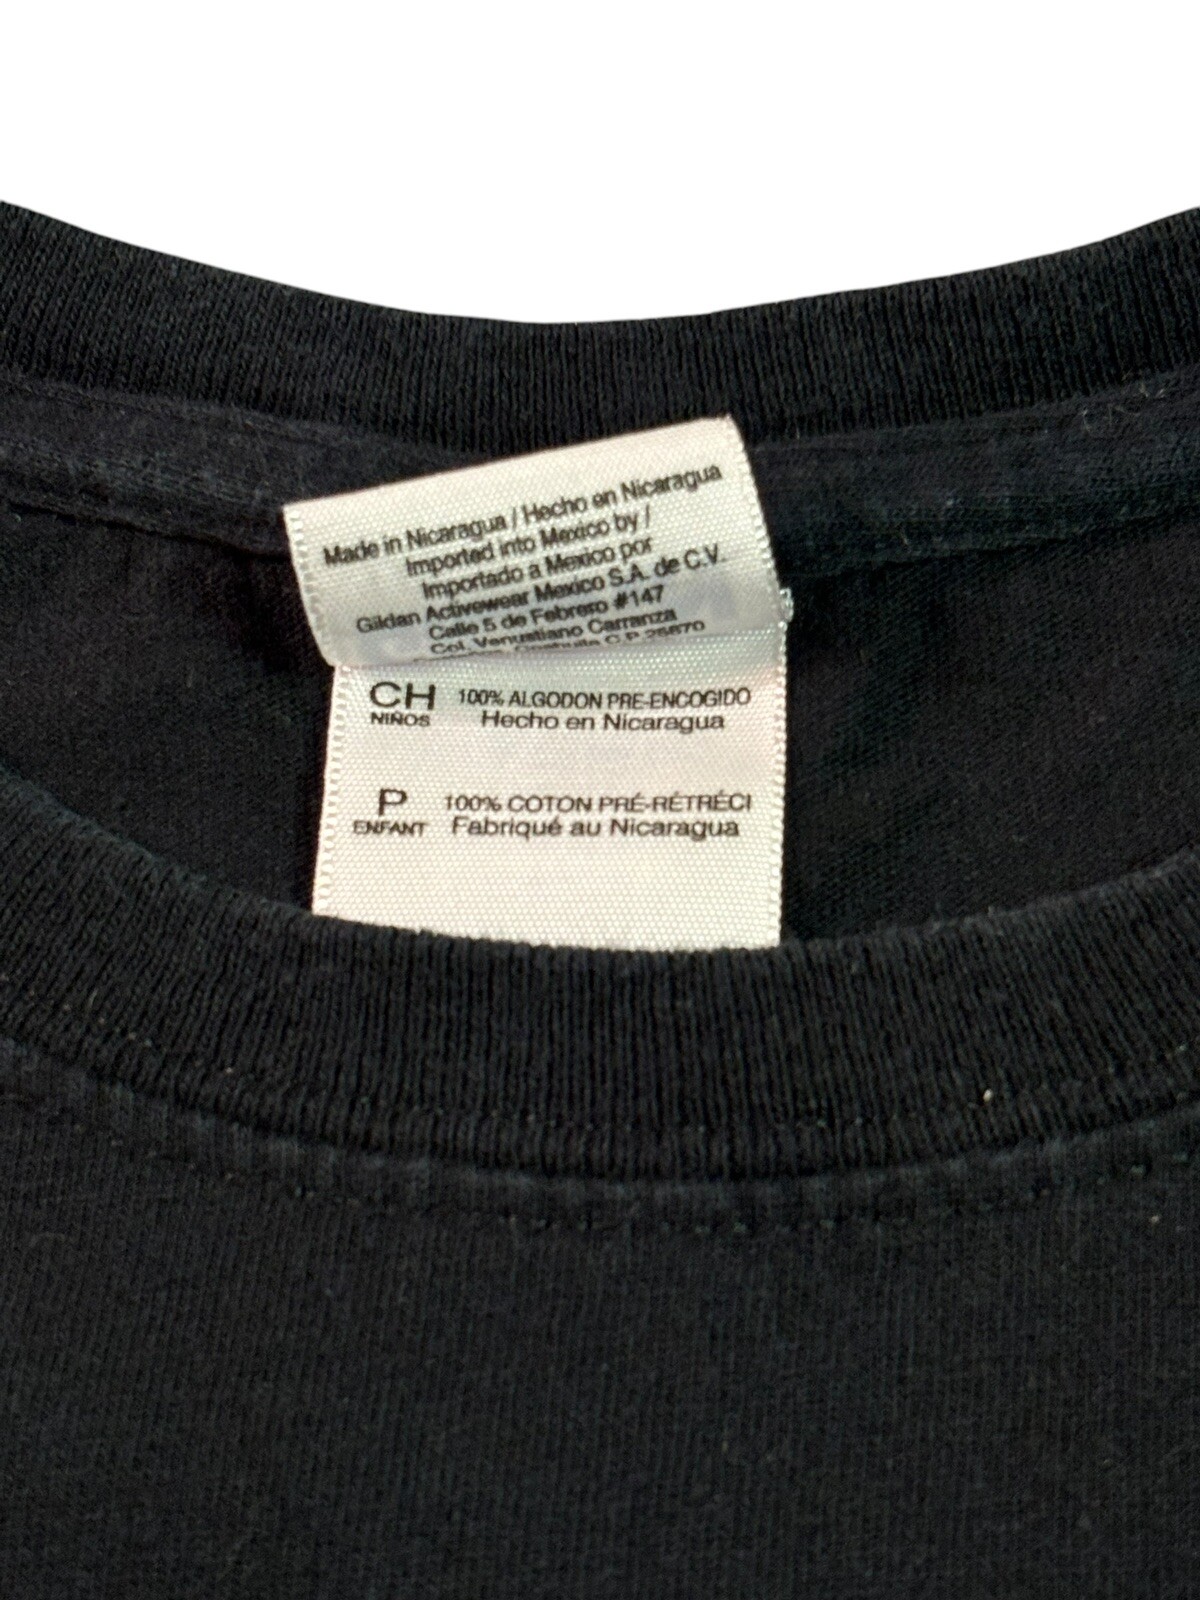 Made in Nicaragua / Hecho en Nicaragua
Imported into Mexico by /
Importado a Mexico por
Gildan Activewear Mexico S.A. de C.V.
Calle 5 de Febrero #147
Col. Venustiano Carranza
Coahuila C.P. 25670
CH 100% ALGODON PRE-ENCOGIDO
NIÑOS Hecho en Nicaragua
P 100% COTON PRÉ-RÉTRÉCI
ENFANT Fabriqué au Nicaragua